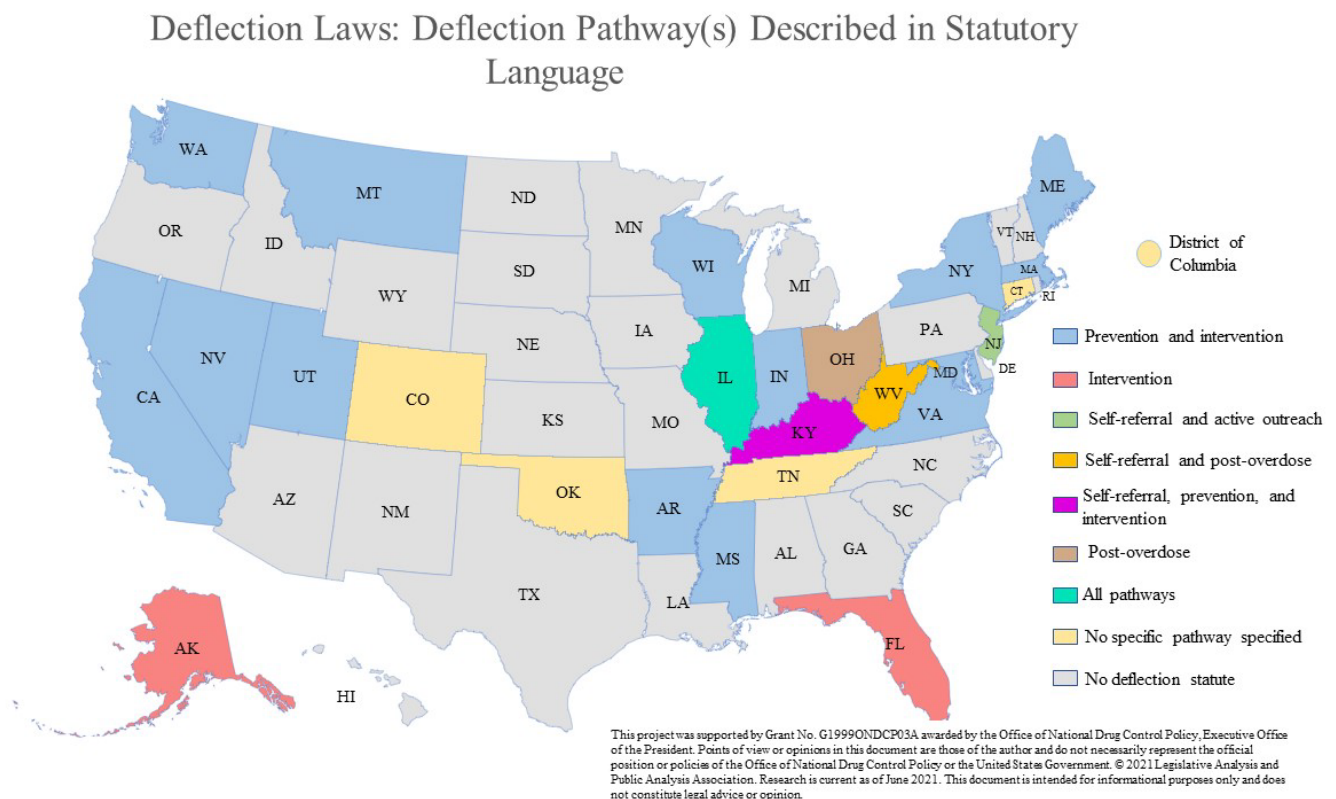 Deflection Laws: Deflection Pathway(s) Described in Statutory
Language
WA
MT
ND
MN
ME
OR
ID
SD
WI
VT
NH
NY
MA
District of
Columbia
WY
MI
CT
RI
IA
PA
NE
NJ
NV
UT
CO
IL
IN
OH
DE
MD
CA
KS
MO
WV
VA
KY
NC
TN
AZ
NM
OK
AR
SC
MS
AL
GA
TX
LA
AK
FL
HI
Prevention and intervention
Intervention
Self-referral and active outreach
Self-referral and post-overdose
Self-referral, prevention, and
intervention
Post-overdose
All pathways
No specific pathway specified
No deflection statute
This project was supported by Grant No. G1999ONDCP03A awarded by the Office of National Drug Control Policy, Executive Office
of the President. Points of view or opinions in this document are those of the author and do not necessarily represent the official
position or policies of the Office of National Drug Control Policy or the United States Government. © 2021 Legislative Analysis and
Public Analysis Association. Research is current as of June 2021. This document is intended for informational purposes only and does
not constitute legal advice or opinion.